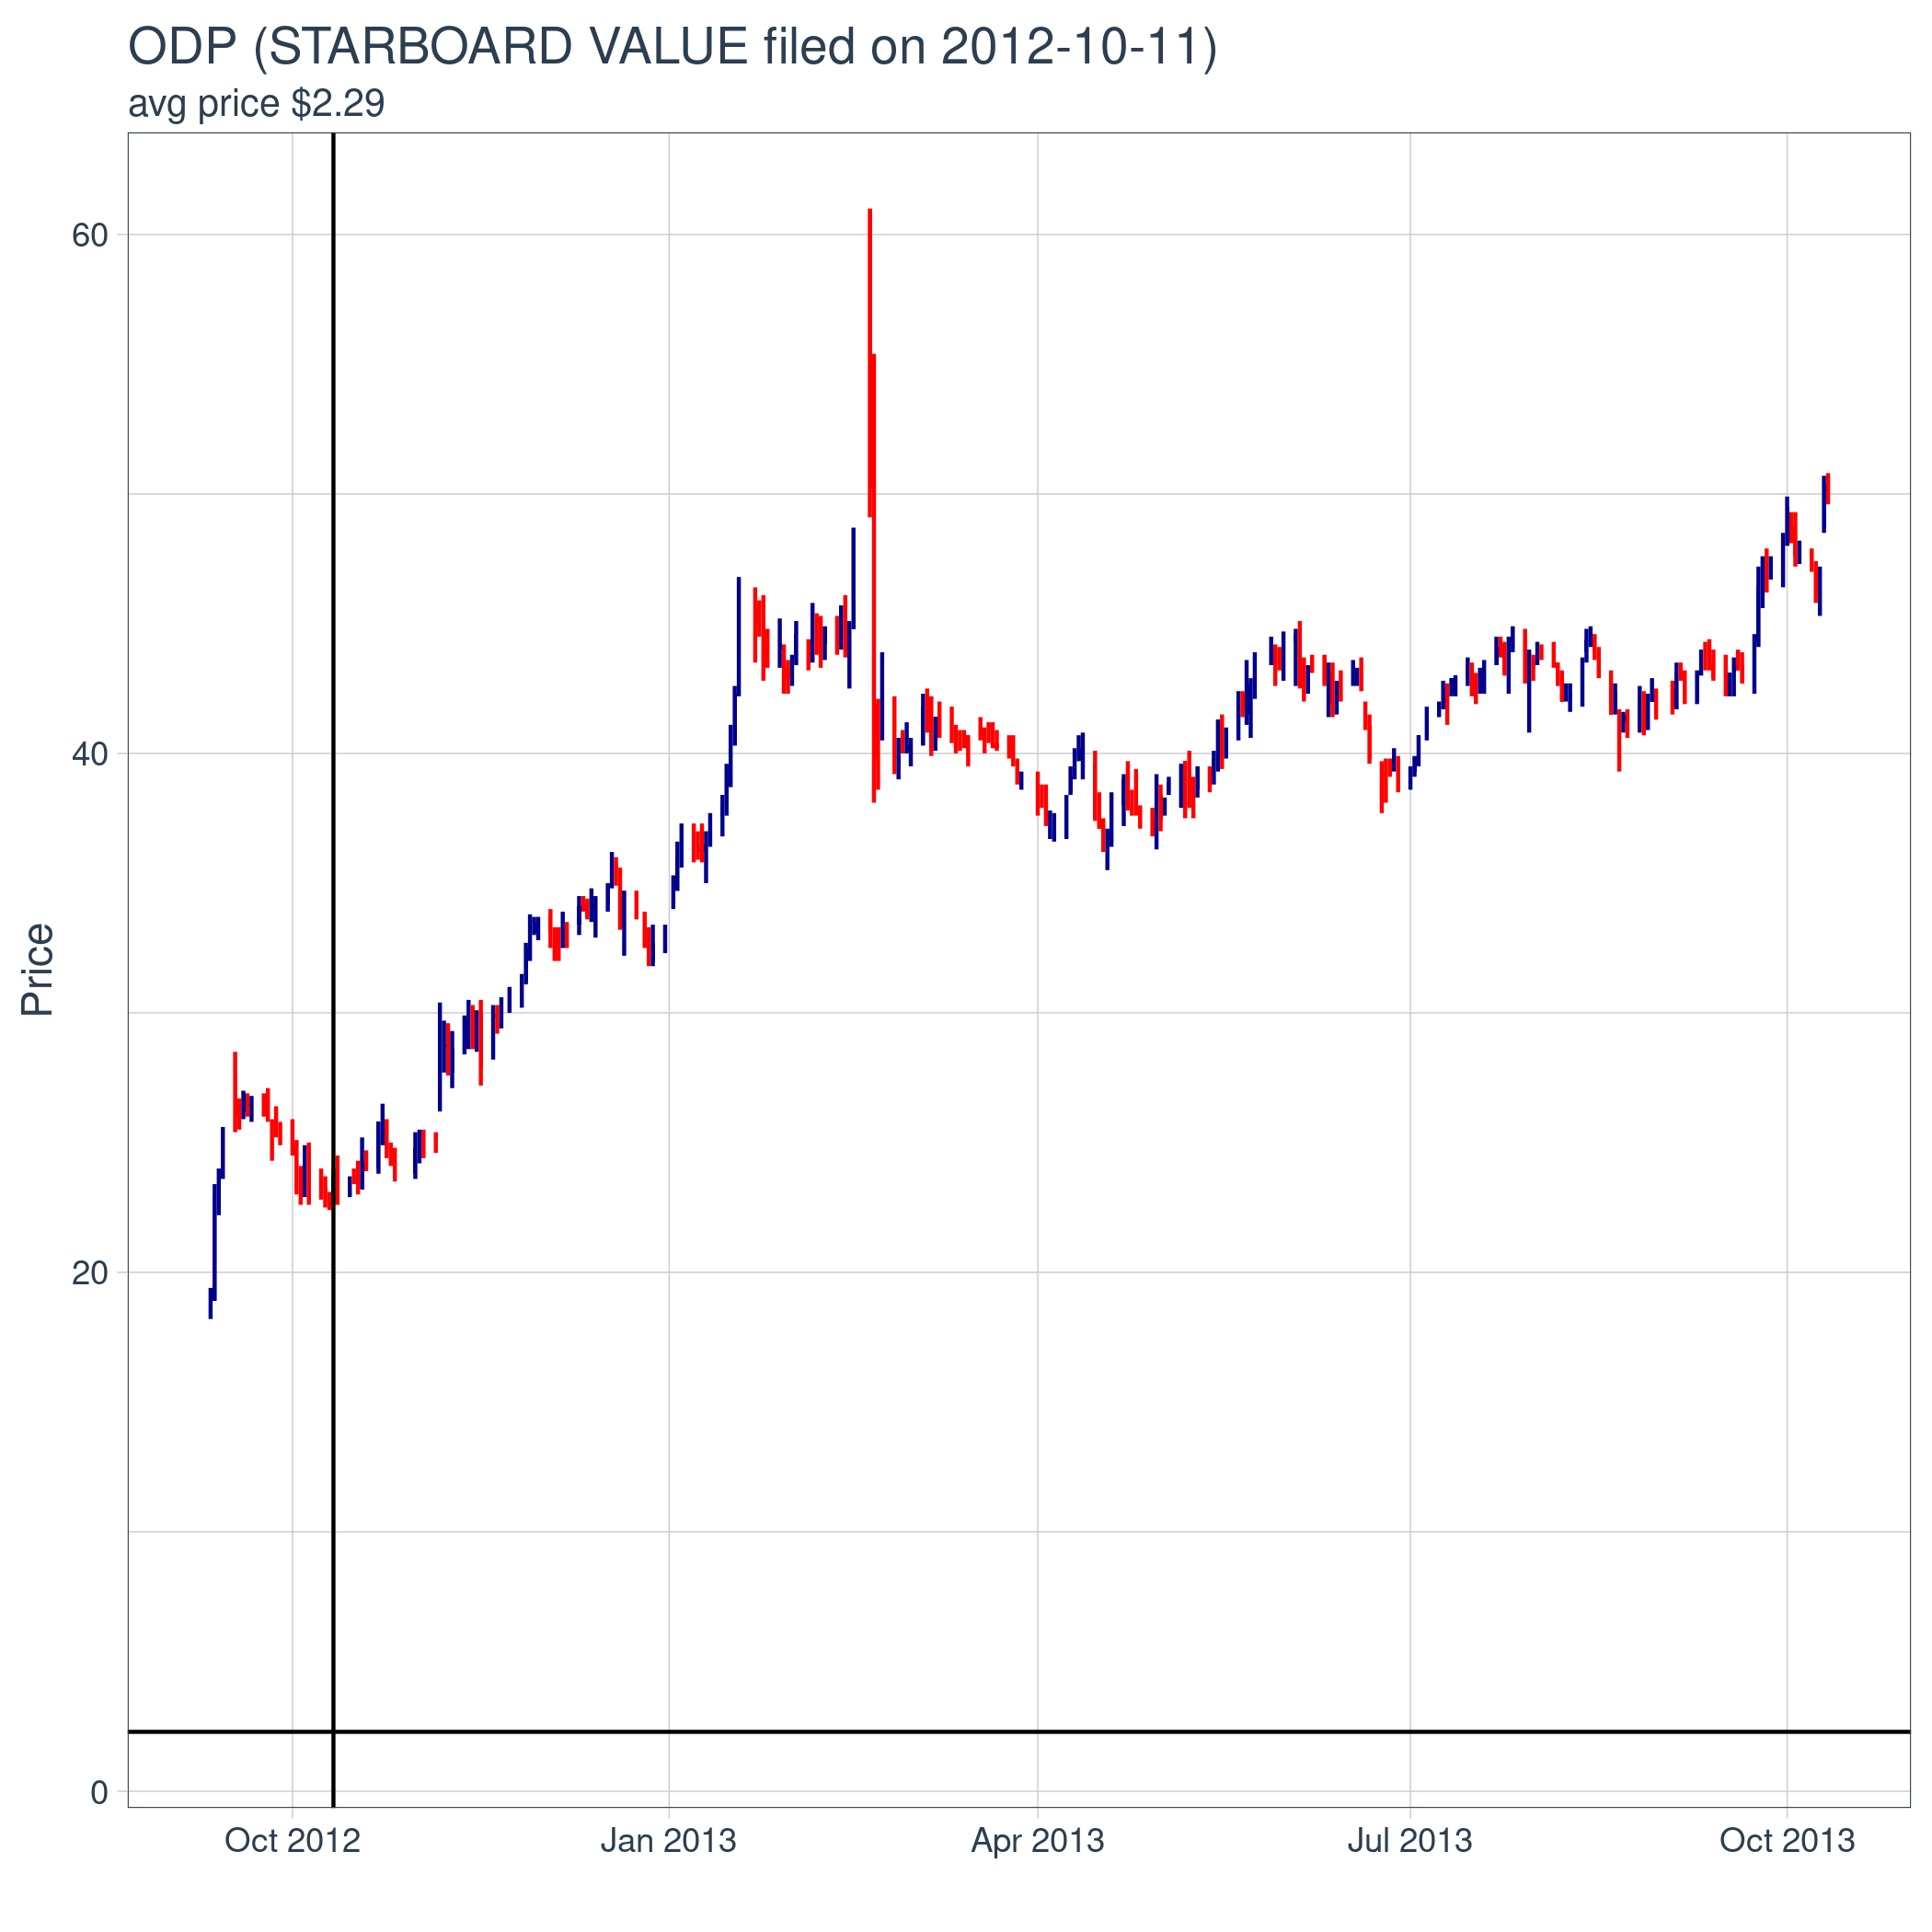 ODP (STARBOARD VALUE filed on 2012-10-11)
avg price $2.29
60
40
20
0
Price
Oct 2012
Jan 2013
Apr 2013
Jul 2013
Oct 2013